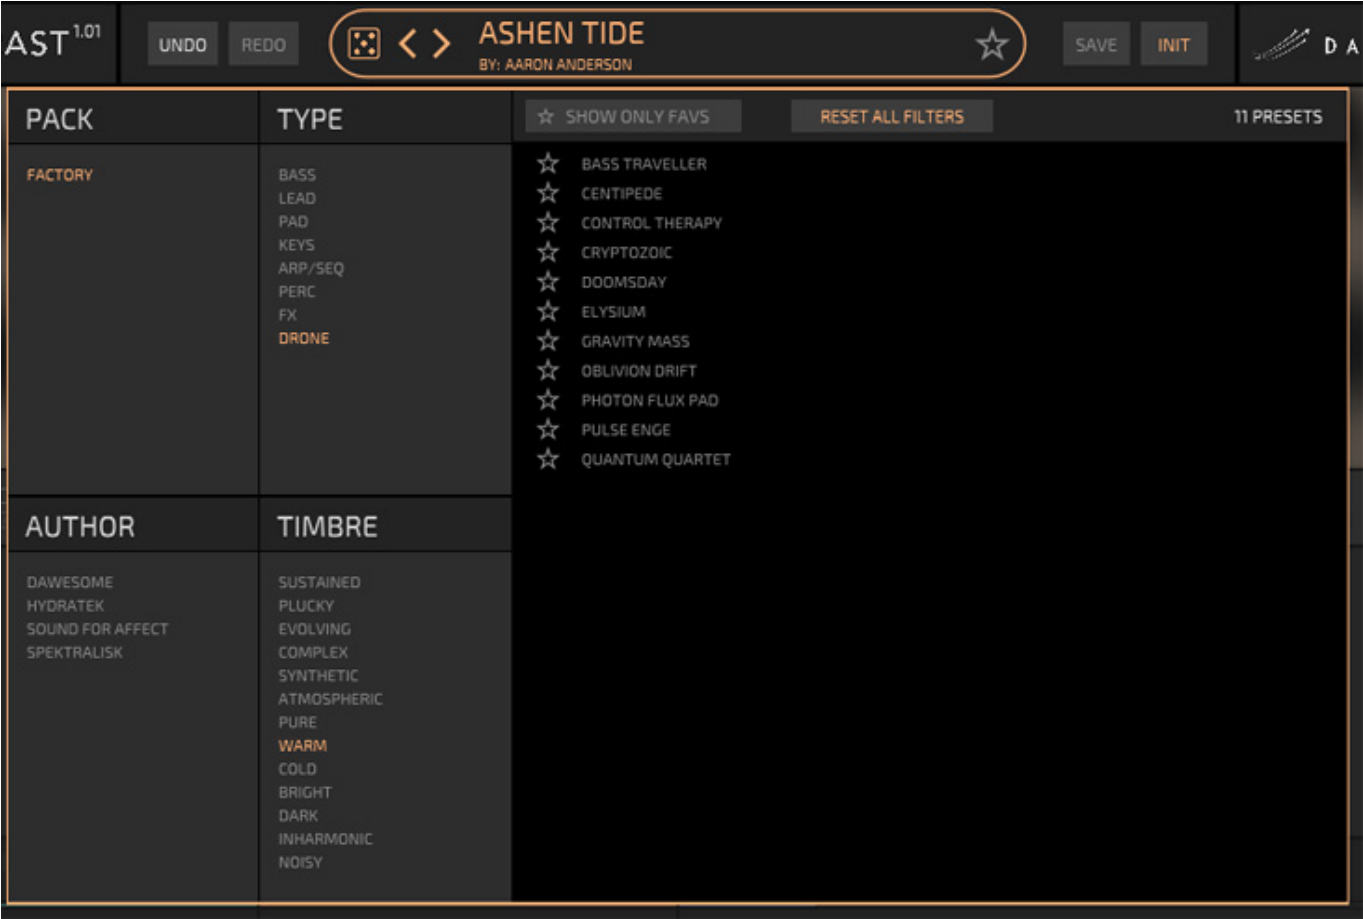 AST 1.01
UNDO
REDO
ASHEN TIDE
BY: AARON ANDERSON
SAVE
INIT
DA
PACK
FACTORY
TYPE
BASS
LEAD
PAD
KEYS
ARP/SEQ
PERC
FX
DRONE
AUTHOR
DAWESOME
HYDRATEK
SOUND FOR AFFECT
SPEKTRALISK
TIMBRE
SUSTAINED
PLUCKY
EVOLVING
COMPLEX
SYNTHETIC
ATMOSPHERIC
PURE
WARM
COLD
BRIGHT
DARK
INHARMONIC
NOISY
SHOW ONLY FAVS
RESET ALL FILTERS
11 PRESETS
BASS TRAVELLER
CENTIPEDE
CONTROL THERAPY
CRYPTOZOIC
DOOMSDAY
ELYSIUM
GRAVITY MASS
OBLIVION DRIFT
PHOTON FLUX PAD
PULSE ENGE
QUANTUM QUARTET